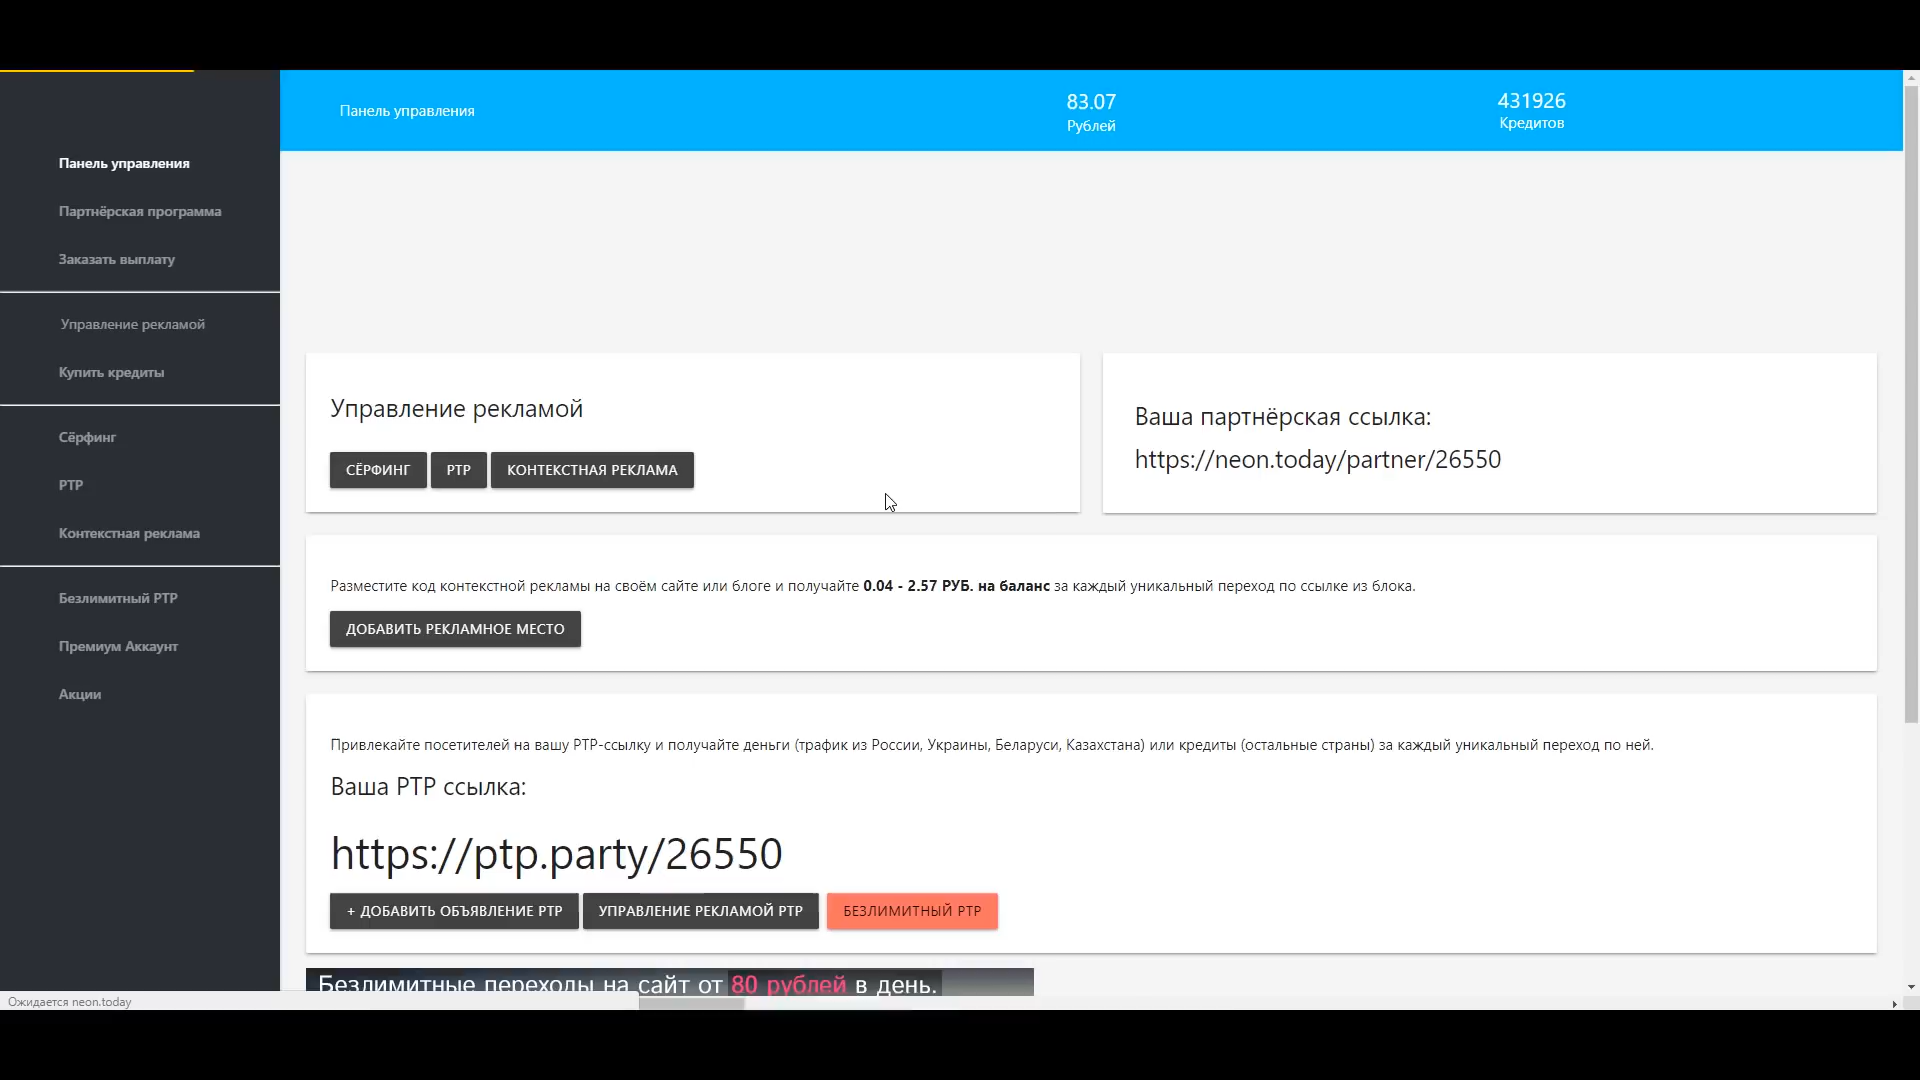 Панель управления
83.07
Рублей
431926
Кредитов
Панель управления
Партнёрская программа
Заказать выплату
Управление рекламой
Купить кредиты
Сёрфинг
PTP
Контекстная реклама
Безлимитный PTP
Премиум Аккаунт
Акции
Управление рекламой
СЁРФИНГ PTP КОНТЕКСТНАЯ РЕКЛАМА
Ваша партнёрская ссылка:
https://neon.today/partner/26550
Разместите код контекстной рекламы на своём сайте или блоге и получайте 0.04 - 2.57 РУБ. на баланс за каждый уникальный переход по ссылке из блока.
ДОБАВИТЬ РЕКЛАМНОЕ МЕСТО
Привлекайте посетителей на вашу PTP-ссылку и получайте деньги (трафик из России, Украины, Беларуси, Казахстана) или кредиты (остальные страны) за каждый уникальный переход по ней.
Ваша PTP ссылка:
https://ptp.party/26550
+ ДОБАВИТЬ ОБЪЯВЛЕНИЕ PTP УПРАВЛЕНИЕ РЕКЛАМОЙ PTP БЕЗЛИМИТНЫЙ PTP
Безлимитные переходы на сайт от 80 рублей в день.
Ожидается neon.today